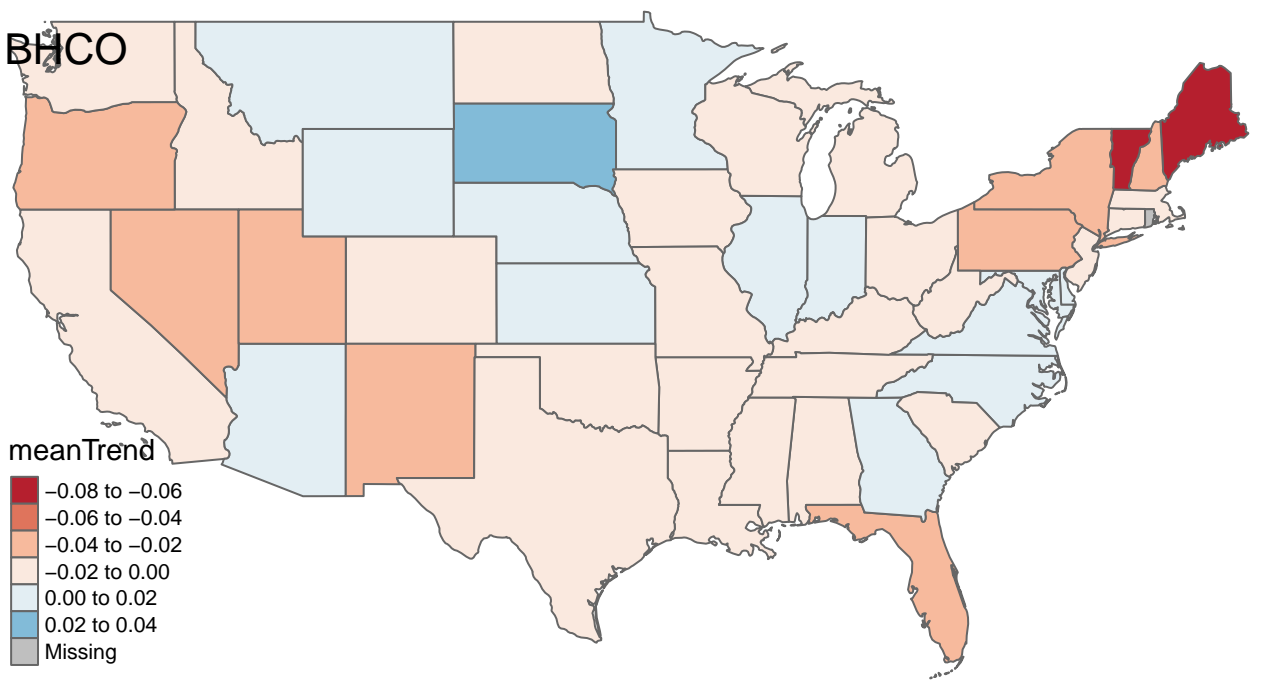 BHCO
meanTrend
−0.08 to −0.06
−0.06 to −0.04
−0.04 to −0.02
−0.02 to 0.00
0.00 to 0.02
0.02 to 0.04
Missing